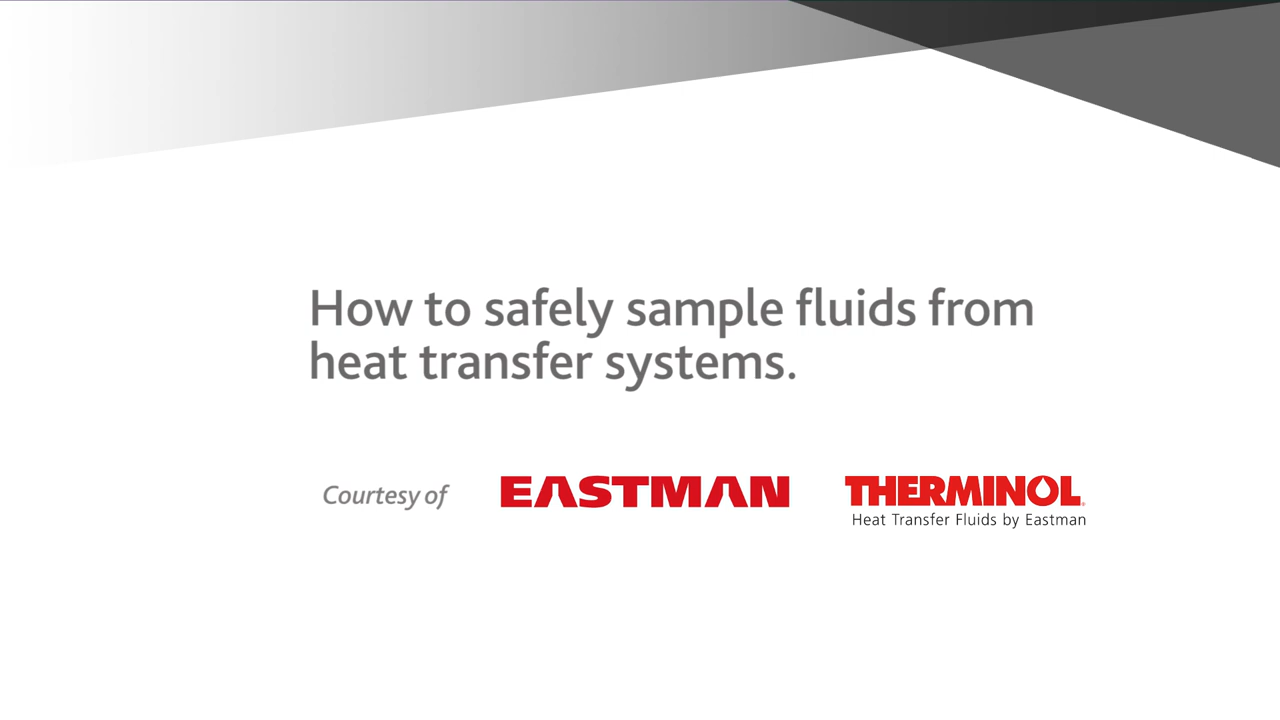 How to safely sample fluids from
heat transfer systems.
Courtesy of EASTMAN THERMINOL®
Heat Transfer Fluids by Eastman